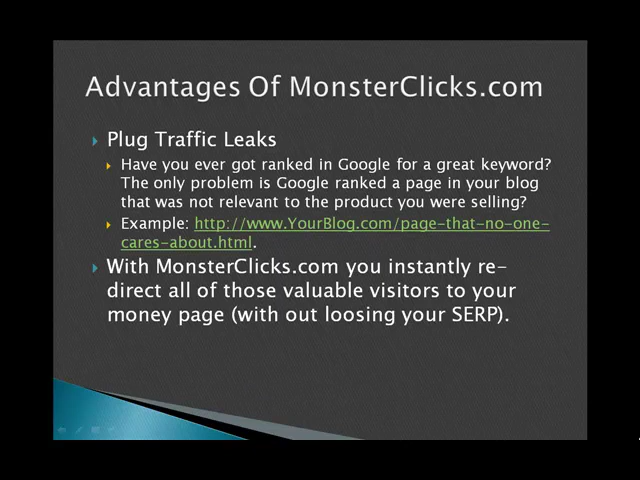 Advantages Of MonsterClicks.com
Plug Traffic Leaks
Have you ever got ranked in Google for a great keyword?
The only problem is Google ranked a page in your blog
that was not relevant to the product you were selling?
Example: http://www.YourBlog.com/page-that-no-one-
cares-about.html.
With MonsterClicks.com you instantly re-
direct all of those valuable visitors to your
money page (with out loosing your SERP).